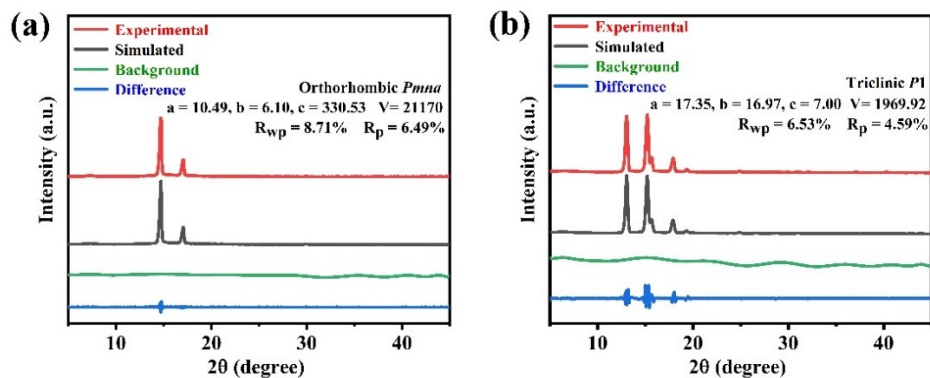 (a)
Experimental
Simulated
Background
Difference
Orthorhombic Pmna
a = 10.49, b = 6.10, c = 330.53 V= 21170
Rwp = 8.71% Rp = 6.49%
Intensity (a.u.)
10 20 30 40
2θ (degree)
(b)
Experimental
Simulated
Background
Difference
Triclinic P1
a = 17.35, b = 16.97, c = 7.00 V= 1969.92
Rwp = 6.53% Rp = 4.59%
Intensity (a.u.)
10 20 30 40
2θ (degree)